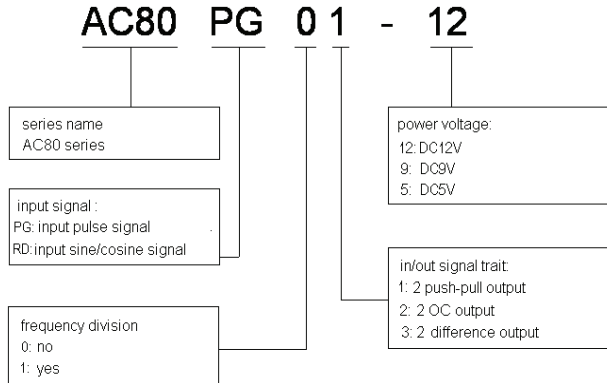 AC80 PG 0 1 - 12
series name
AC80 series
input signal :
PG: input pulse signal
RD: input sine/cosine signal
frequency division
0: no
1: yes
power voltage:
12: DC12V
9: DC9V
5: DC5V
in/out signal trait:
1: 2 push-pull output
2: 2 OC output
3: 2 difference output